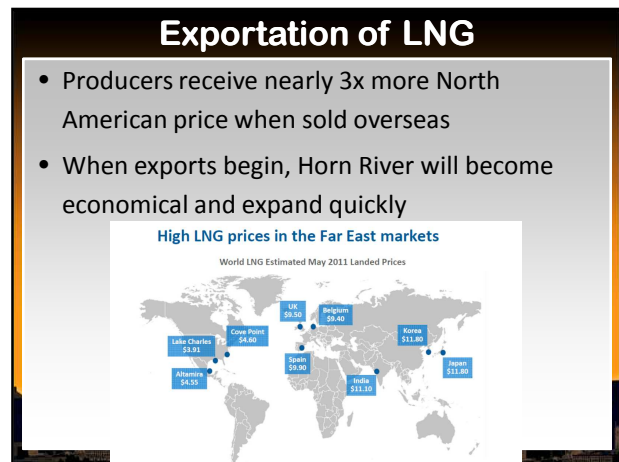 Exportation of LNG
• Producers receive nearly 3x more North
American price when sold overseas
• When exports begin, Horn River will become
economical and expand quickly
High LNG prices in the Far East markets
World LNG Estimated May 2011 Landed Prices
UK
$9.50
Belgium
$9.40
Cove Point
$4.60
Lake Charles
$3.91
Altamira
$4.55
Spain
$9.90
India
$11.10
Korea
$11.80
Japan
$11.80